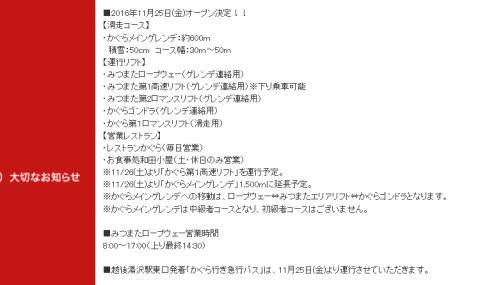 ■2016年11月25日(金)オープン決定！！
【滑走コース】
・かぐらメインゲレンデ：約600m
積雪：50cm コース幅：30m～50m
【運行リフト】
・みつまたロープウェー(ゲレンデ連絡用)
・みつまた第1高速リフト(ゲレンデ連絡用)※下り乗車可能
・みつまた第2ロマンスリフト(ゲレンデ連絡用)
・かぐらゴンドラ(ゲレンデ連絡用)
・かぐら第1ロマンスリフト(滑走用)
【営業レストラン】
・レストランかぐら(毎日営業)
・お食事処和田小屋(土・休日のみ営業)
※11/26(土)より「かぐら第1高速リフト」を運行予定。
※11/26(土)より「かぐらメインゲレンデ」1,500mに延長予定。
※かぐらメインゲレンデへの移動は、ロープウェー⇔みつまたエリアリフト⇔かぐらゴンドラとなります。
※かぐらメインゲレンデは中級者コースとなり、初級者コースはございません。
) 大切なお知らせ
■みつまたロープウェー営業時間
8:00～17:00(上り最終14:30)
■越後湯沢駅東口発着「かぐら行き急行バス」は、11月25日(金)より運行させていただきます。